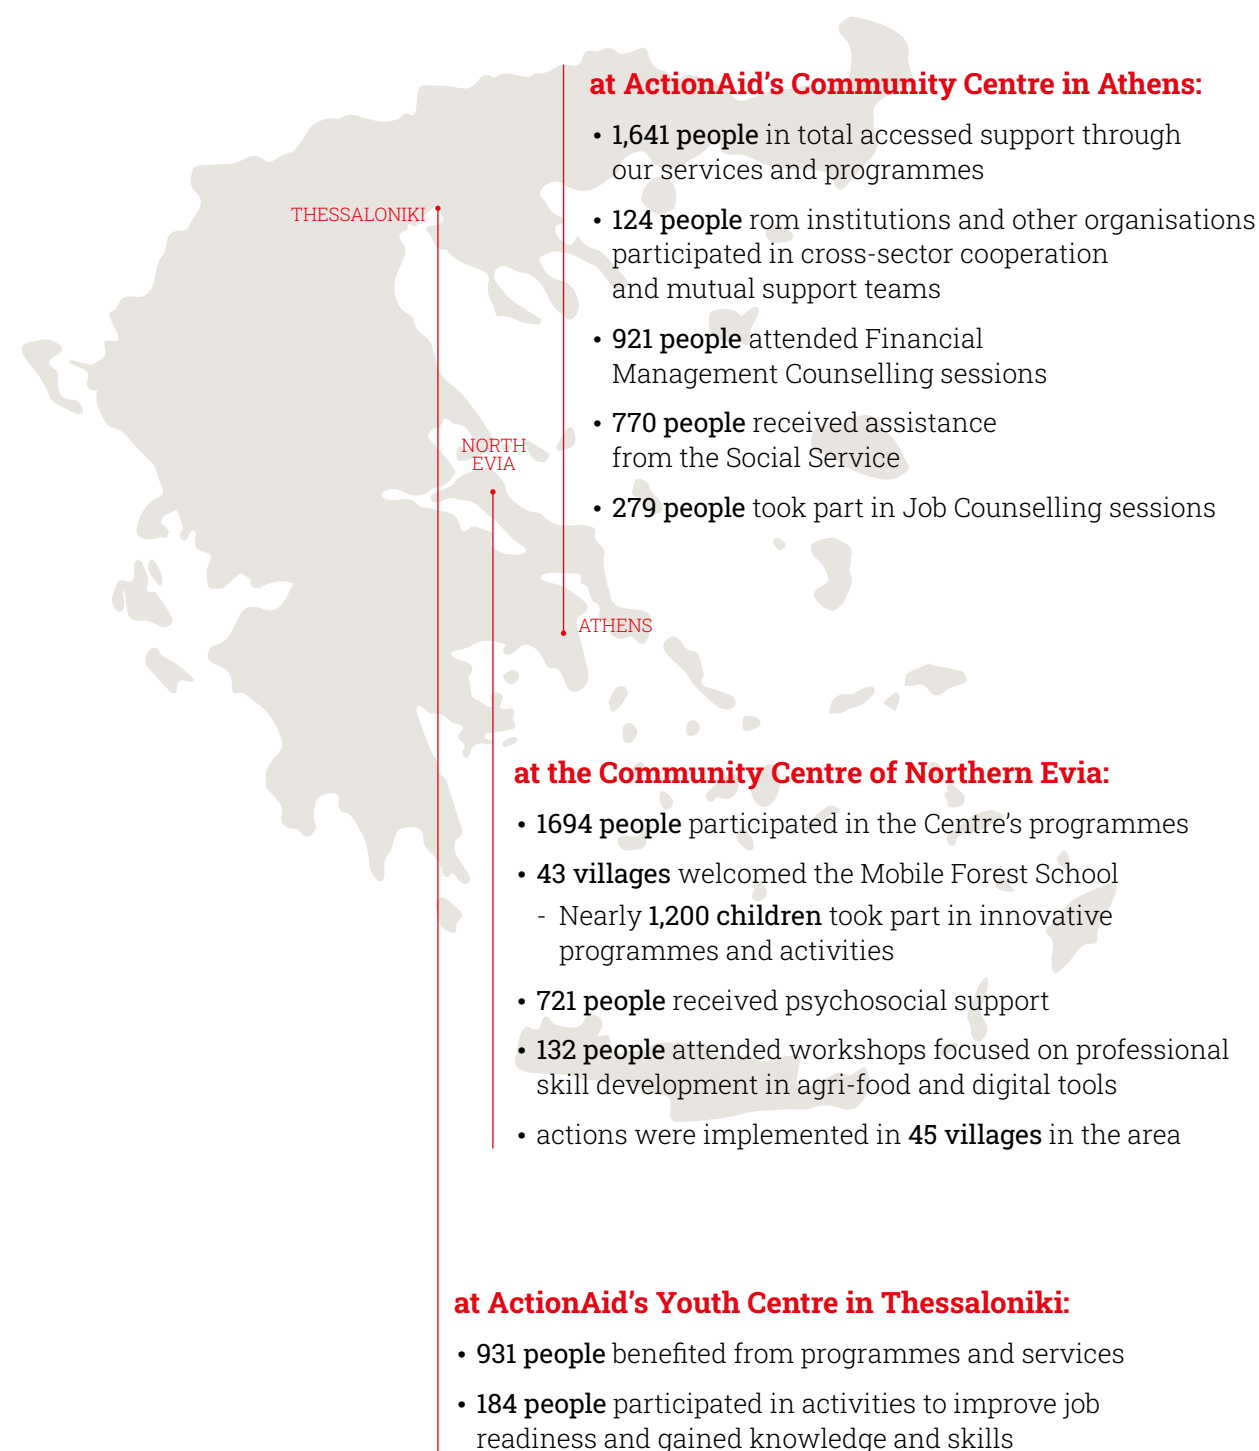 at ActionAid’s Community Centre in Athens:
• 1,641 people in total accessed support through
our services and programmes
• 124 people rom institutions and other organisations
participated in cross-sector cooperation
and mutual support teams
• 921 people attended Financial
Management Counselling sessions
• 770 people received assistance
from the Social Service
• 279 people took part in Job Counselling sessions
THESSALONIKI
NORTH
EVIA
ATHENS
at the Community Centre of Northern Evia:
• 1694 people participated in the Centre’s programmes
• 43 villages welcomed the Mobile Forest School
- Nearly 1,200 children took part in innovative
programmes and activities
• 721 people received psychosocial support
• 132 people attended workshops focused on professional
skill development in agri-food and digital tools
• actions were implemented in 45 villages in the area
at ActionAid’s Youth Centre in Thessaloniki:
• 931 people benefited from programmes and services
• 184 people participated in activities to improve job
readiness and gained knowledge and skills